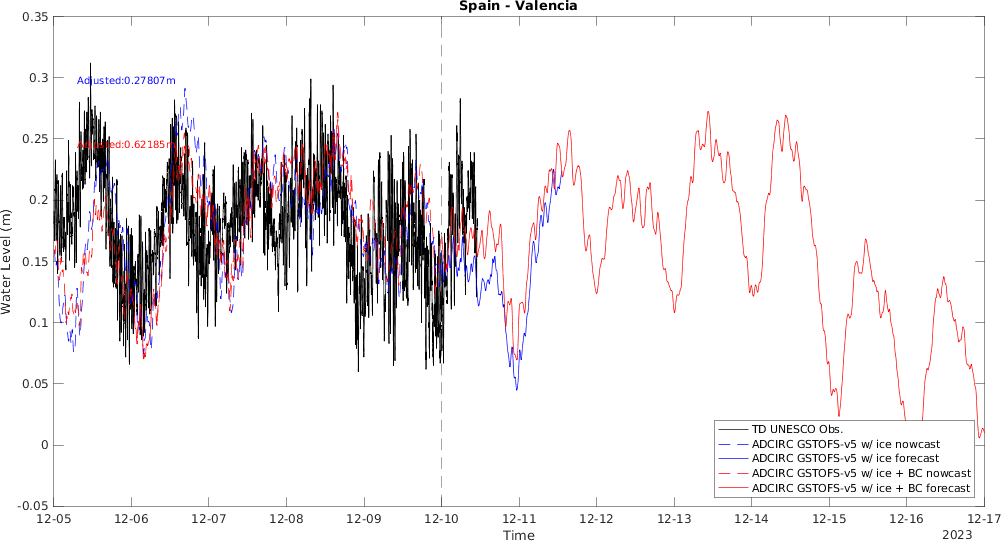 Spain - Valencia
0.35
0.3
0.25
0.2
0.15
0.1
0.05
0
-0.05
Water Level (m)
Adjusted:0.27807m
Adjusted:0.62185m
TD UNESCO Obs.
ADCIRC GSTOFS-v5 w/ ice nowcast
ADCIRC GSTOFS-v5 w/ ice forecast
ADCIRC GSTOFS-v5 w/ ice + BC nowcast
ADCIRC GSTOFS-v5 w/ ice + BC forecast
12-05 12-06 12-07 12-08 12-09 12-10 12-11 12-12 12-13 12-14 12-15 12-16 12-17
Time
2023